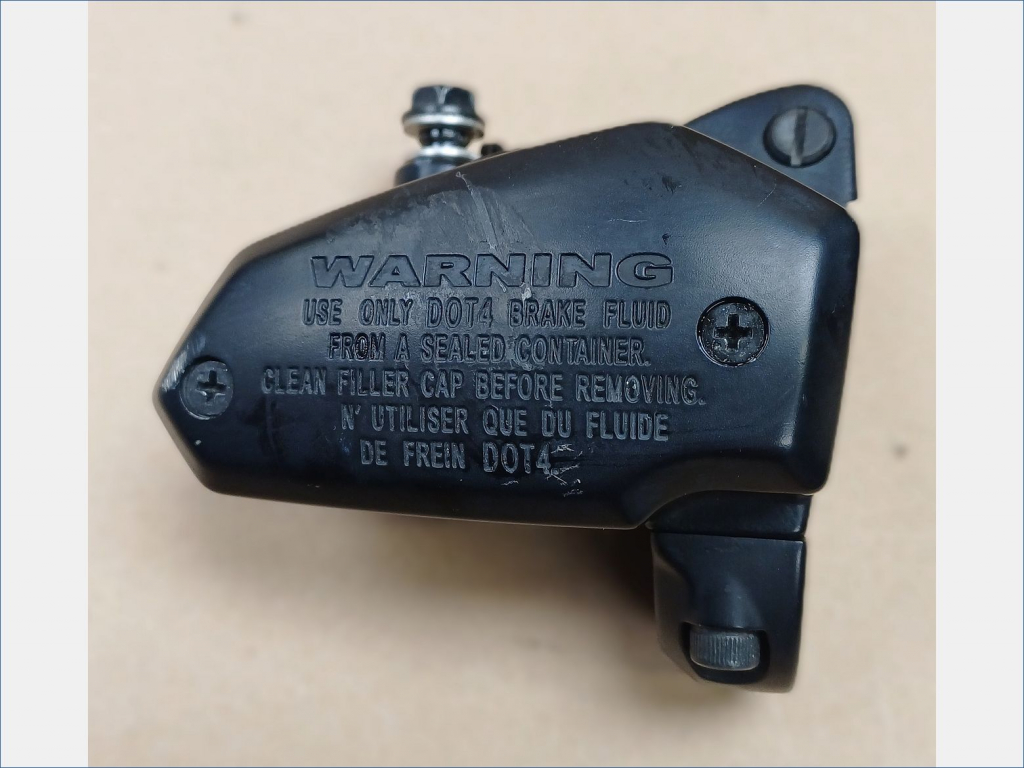 WARNING
USE ONLY DOT4 BRAKE FLUID
FROM A SEALED CONTAINER.
CLEAN FILLER CAP BEFORE REMOVING.
N' UTILISER QUE DU FLUIDE
DE FREIN DOT4